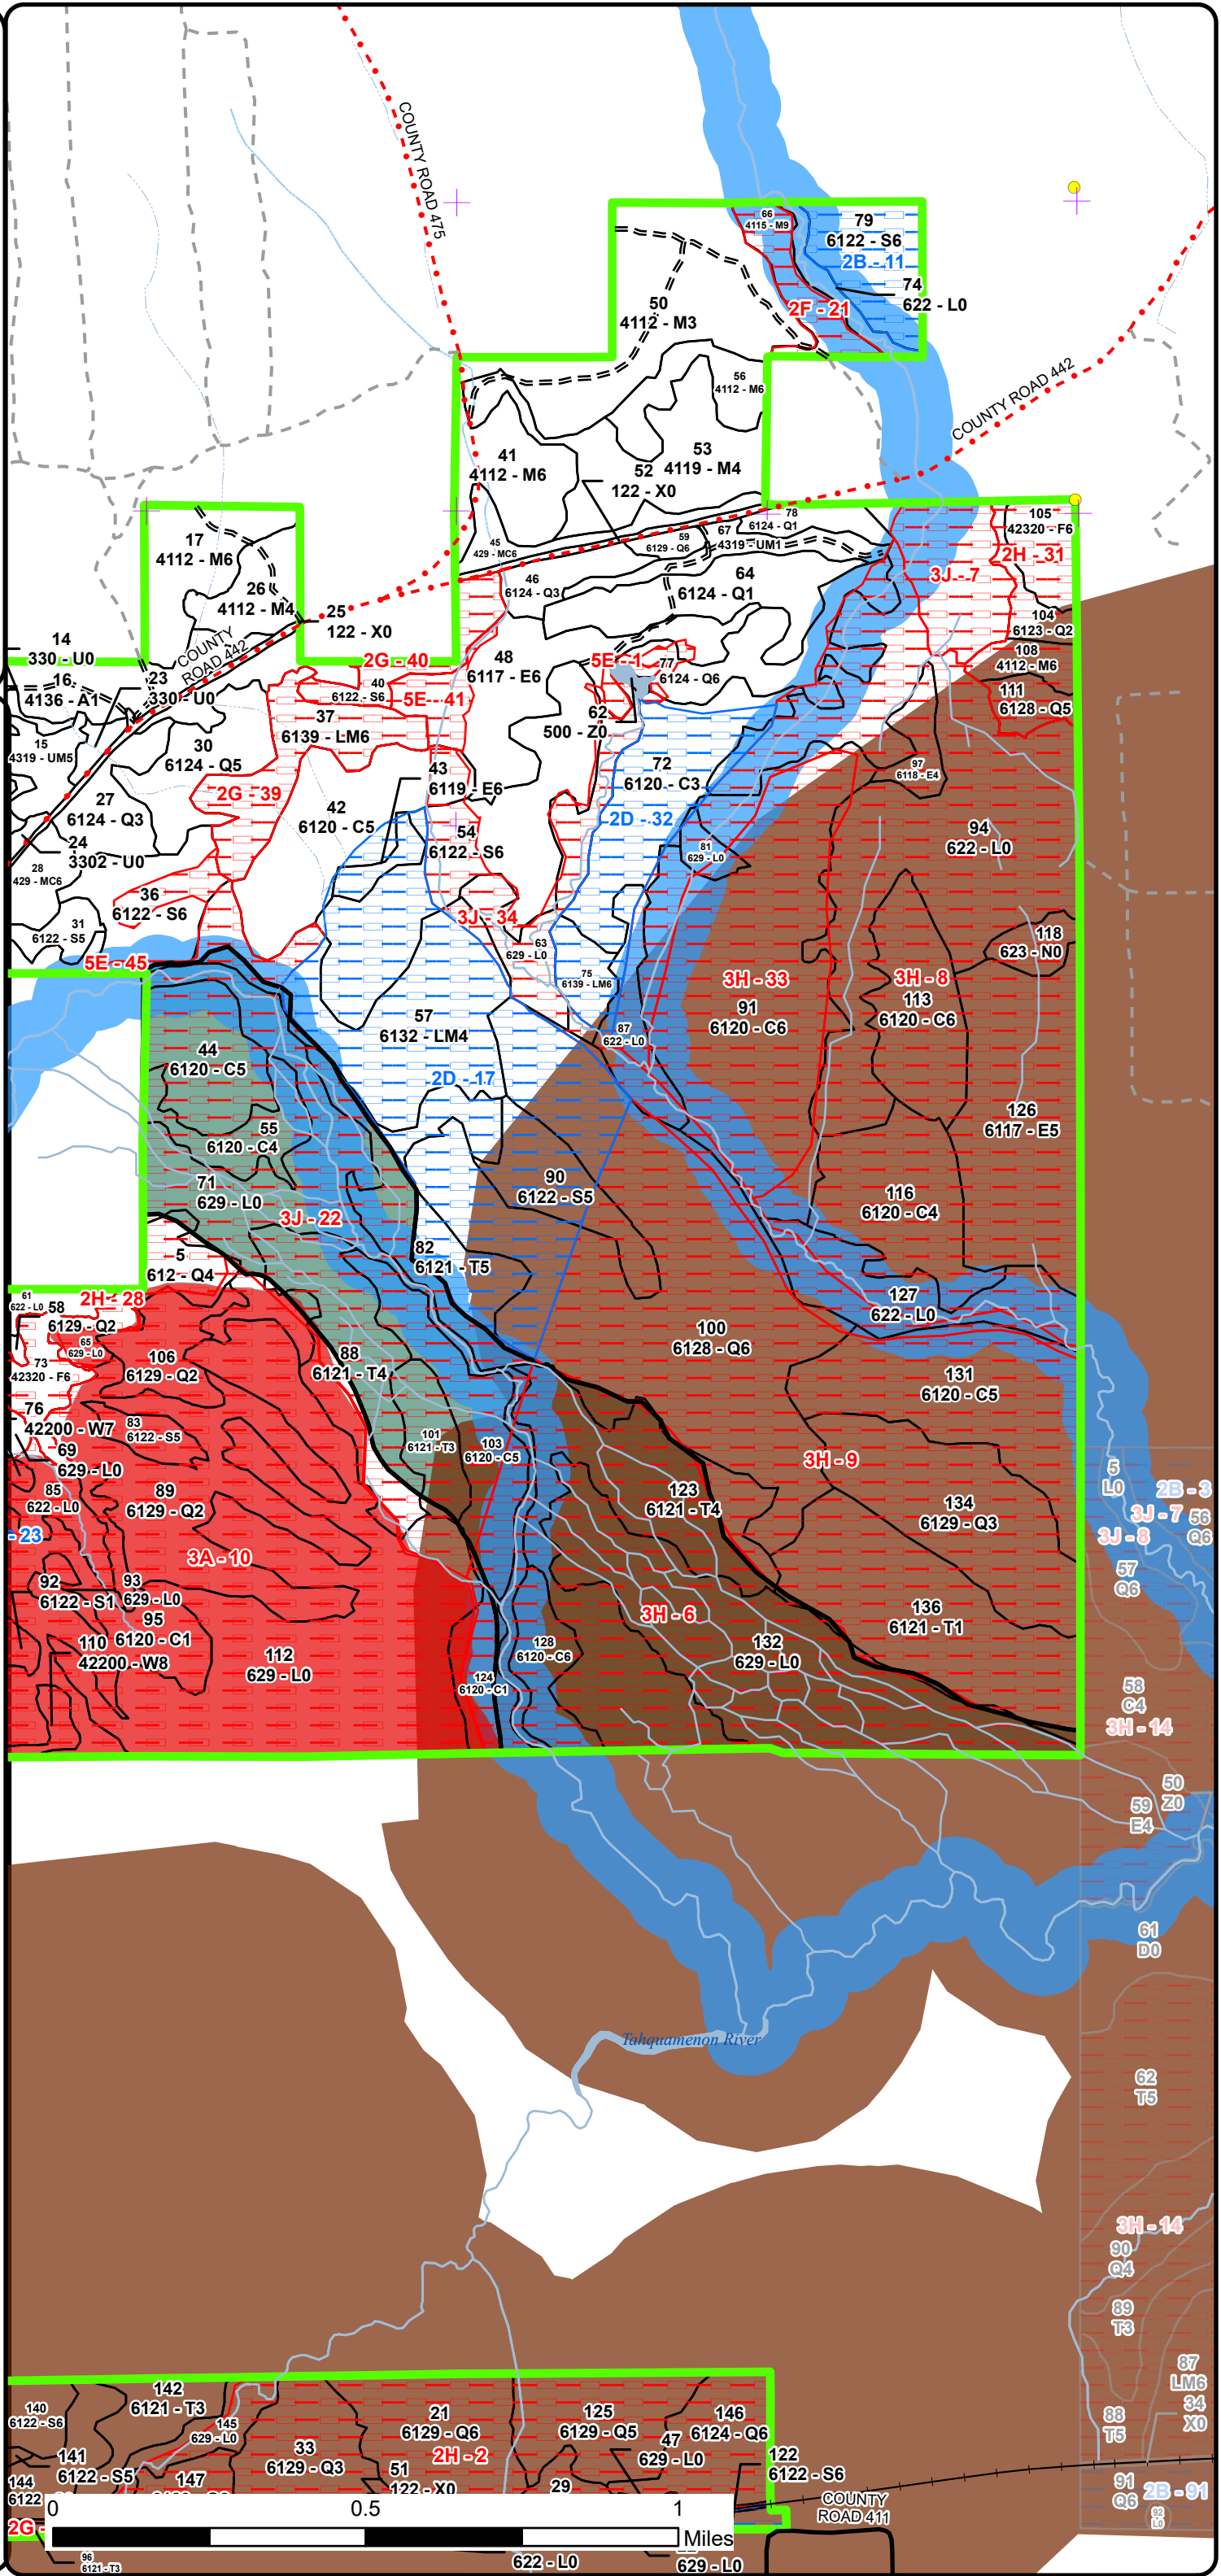 COUNTY ROAD 475
66
4115 - M9
79
6122 - S6
2B - 11
74
622 - L0
2F - 21
50
4112 - M3
56
4112 - M6
COUNTY ROAD 442
41
4112 - M6
53
4119 - M4
52
122 - X0
17
4112 - M6
45
429 - MC6
59
6129 - Q6
67
4319 - UM1
78
6124 - Q1
105
42320 - F6
2H - 31
3J - 7
26
4112 - M4
46
6124 - Q3
64
6124 - Q1
25
122 - X0
104
6123 - Q2
14
330 - U0
COUNTY
ROAD 442
2G - 40
48
6117 - E6
5E - 1
77
6124 - Q6
108
4112 - M6
16
4136 - A1
23
330 - U0
40
6122 - S6
5E - 41
111
6128 - Q5
37
6139 - LM6
62
500 - Z0
15
4319 - UM5
30
6124 - Q5
43
6119 - E6
72
6120 - C3
97
6118 - E4
27
6124 - Q3
2G - 39
42
6120 - C5
2D - 32
94
622 - L0
24
3302 - U0
54
6122 - S6
81
629 - L0
28
429 - MC6
36
6122 - S6
3J - 34
31
6122 - S5
63
629 - L0
118
623 - N0
5E - 45
75
6139 - LM6
3H - 33
3H - 8
91
6120 - C6
113
6120 - C6
57
6132 - LM4
87
622 - L0
44
6120 - C5
2D - 17
126
6117 - E5
55
6120 - C4
90
6122 - S5
71
629 - L0
116
6120 - C4
3J - 22
82
6121 - T5
5
612 - Q4
2H - 28
61
622 - L0
58
6129 - Q2
127
622 - L0
65
629 - L0
100
6128 - Q6
73
42320 - F6
106
6129 - Q2
88
6121 - T4
131
6120 - C5
76
42200 - W7
83
6122 - S5
101
6121 - T3
103
6120 - C5
69
629 - L0
3H - 9
5
L0
2B - 3
85
622 - L0
89
6129 - Q2
123
6121 - T4
134
6129 - Q3
3J - 7
56
Q6
3J - 8
- 23
3A - 10
57
Q6
92
6122 - S1
93
629 - L0
3H - 6
136
6121 - T1
95
6120 - C1
110
42200 - W8
112
629 - L0
128
6120 - C6
132
629 - L0
124
6120 - C1
58
C4
3H - 14
50
Z0
59
E4
61
D0
Tahquamenon River
62
T5
3H - 14
90
Q4
89
T3
87
LM6
34
X0
88
T5
91
Q6
2B - 91
92
L0
140
6122 - S6
142
6121 - T3
145
629 - L0
21
6129 - Q6
125
6129 - Q5
146
6124 - Q6
33
6129 - Q3
2H - 2
47
629 - L0
141
6122 - S5
51
122 - X0
122
6122 - S6
144
6122
147
29
COUNTY
ROAD 411
2G -
0
0.5
1
Miles
96
6121 - T3
622 - L0
629 - L0